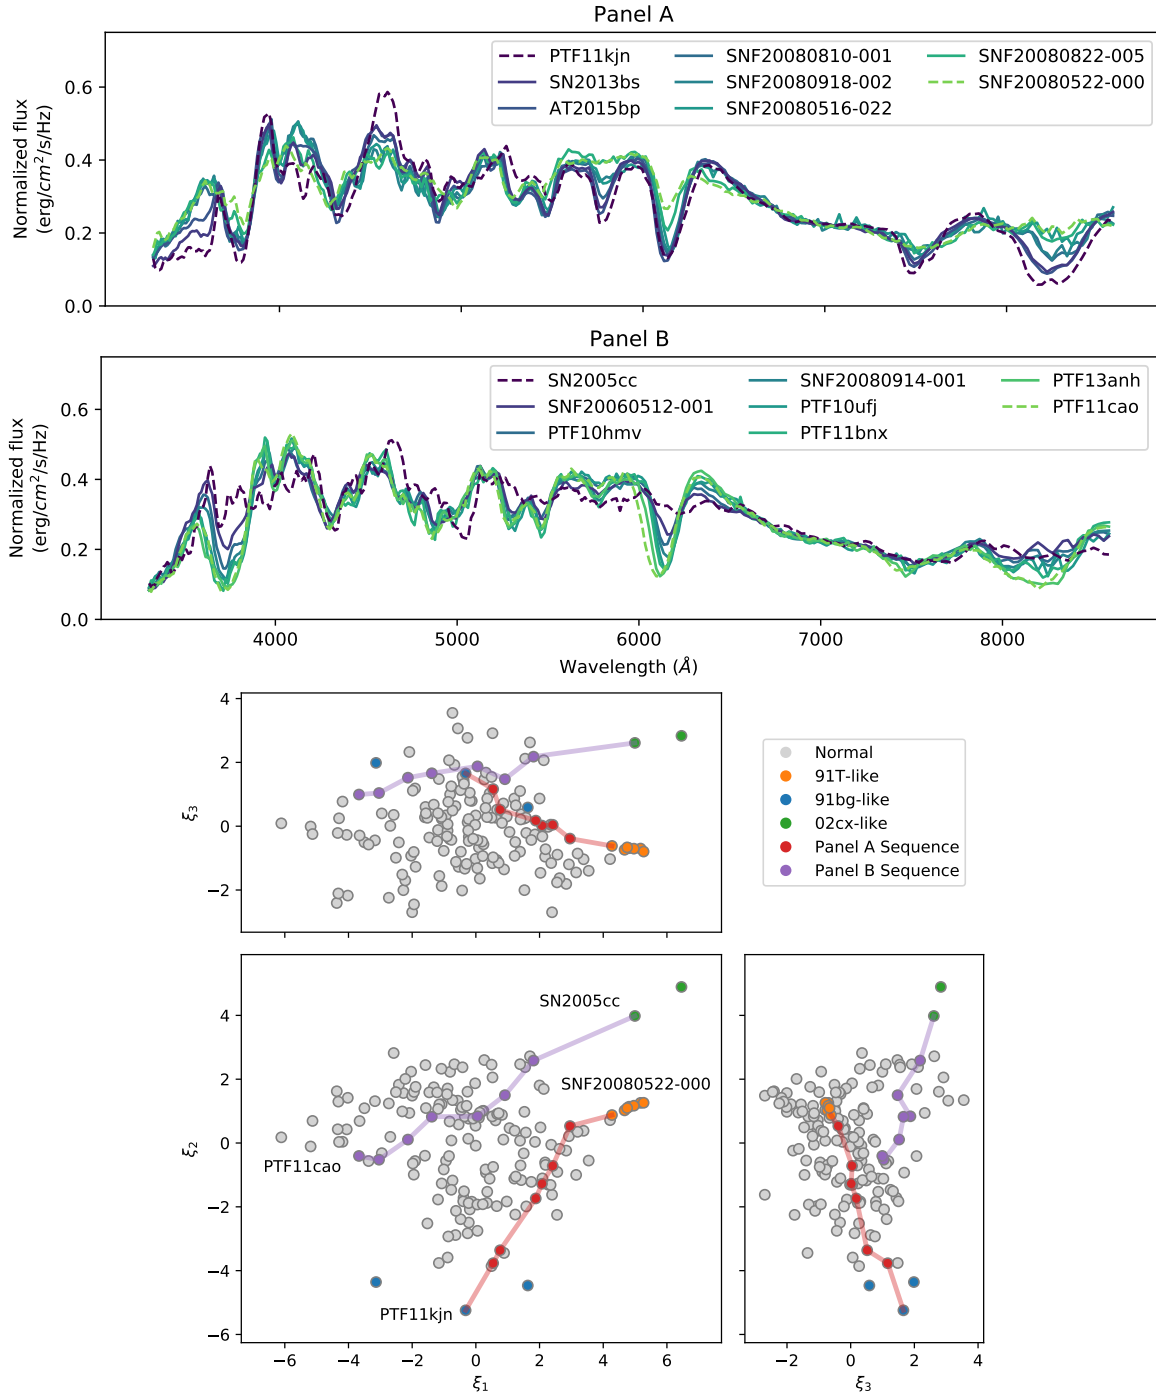 Panel A
Normalized flux
(erg/cm²/s/Hz)
0.6
0.4
0.2
0.0
PTF11kjn
SN2013bs
AT2015bp
SNF20080810-001
SNF20080918-002
SNF20080516-022
SNF20080822-005
SNF20080522-000
Panel B
Normalized flux
(erg/cm²/s/Hz)
0.6
0.4
0.2
0.0
SN2005cc
SNF20060512-001
PTF10hmv
SNF20080914-001
PTF10ufj
PTF11bnx
PTF13anh
PTF11cao
4000 5000 6000 7000 8000
Wavelength (Å)
ξ3
4
2
0
−2
Normal
91T-like
91bg-like
02cx-like
Panel A Sequence
Panel B Sequence
ξ2
4
2
0
−2
−4
−6
SN2005cc
SNF20080522-000
PTF11cao
PTF11kjn
−6 −4 −2 0 2 4 6
ξ1
−2 0 2 4
ξ3